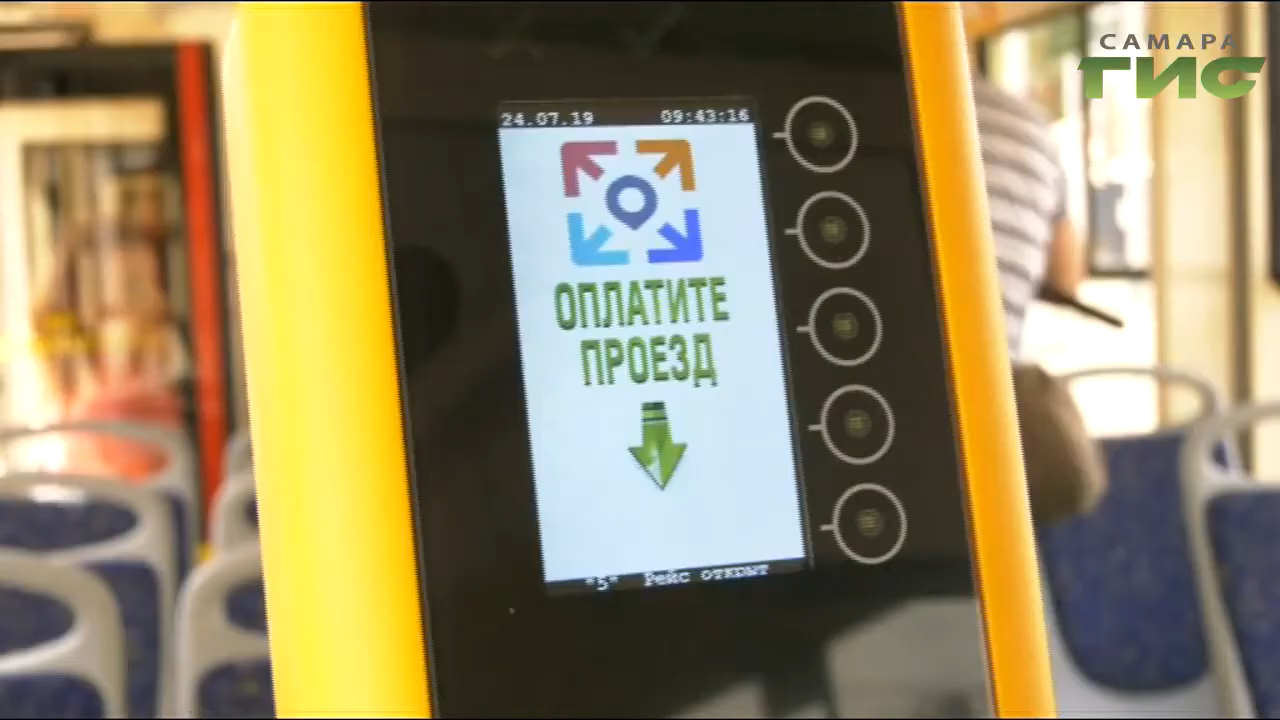 САМАРА
ГИС
24.07.19 09:43:16
ОПЛАТИТЕ
ПРОЕЗД
"5" Рейс открыт